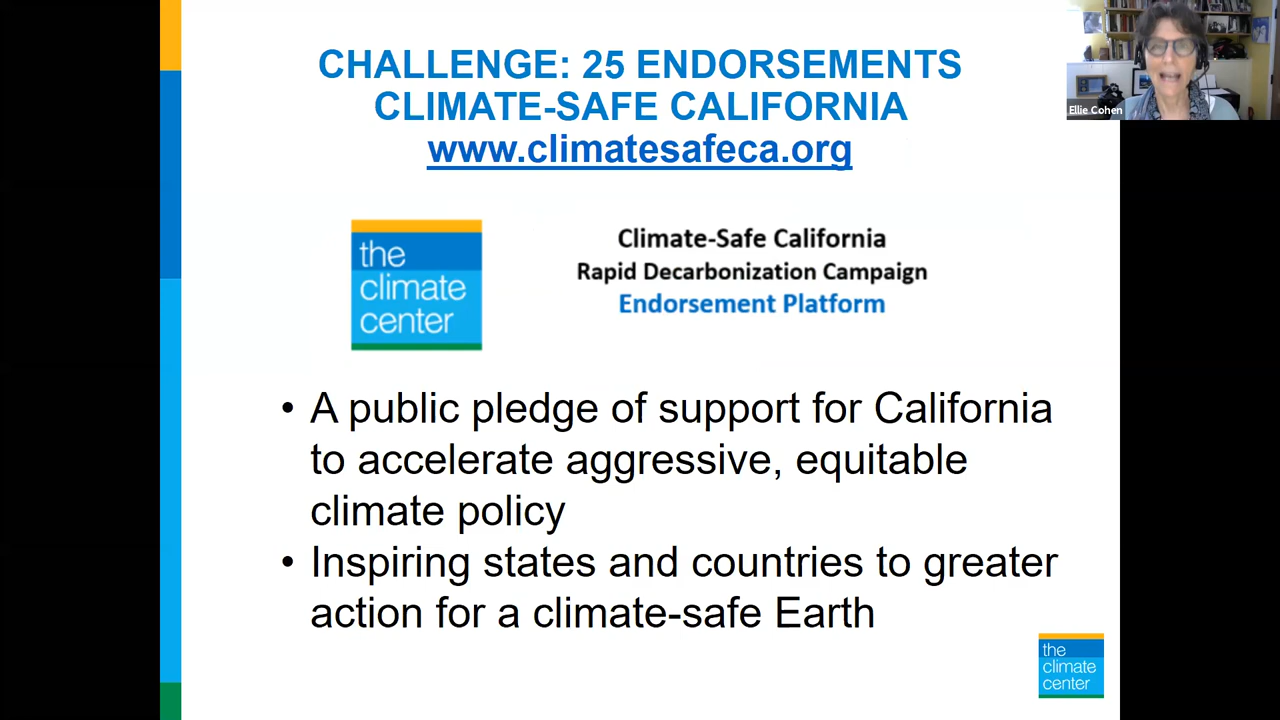 CHALLENGE: 25 ENDORSEMENTS
CLIMATE-SAFE CALIFORNIA
www.climatesafeca.org
Ellie Cohen
the
climate
center
Climate-Safe California
Rapid Decarbonization Campaign
Endorsement Platform
• A public pledge of support for California
to accelerate aggressive, equitable
climate policy
• Inspiring states and countries to greater
action for a climate-safe Earth
the
climate
center